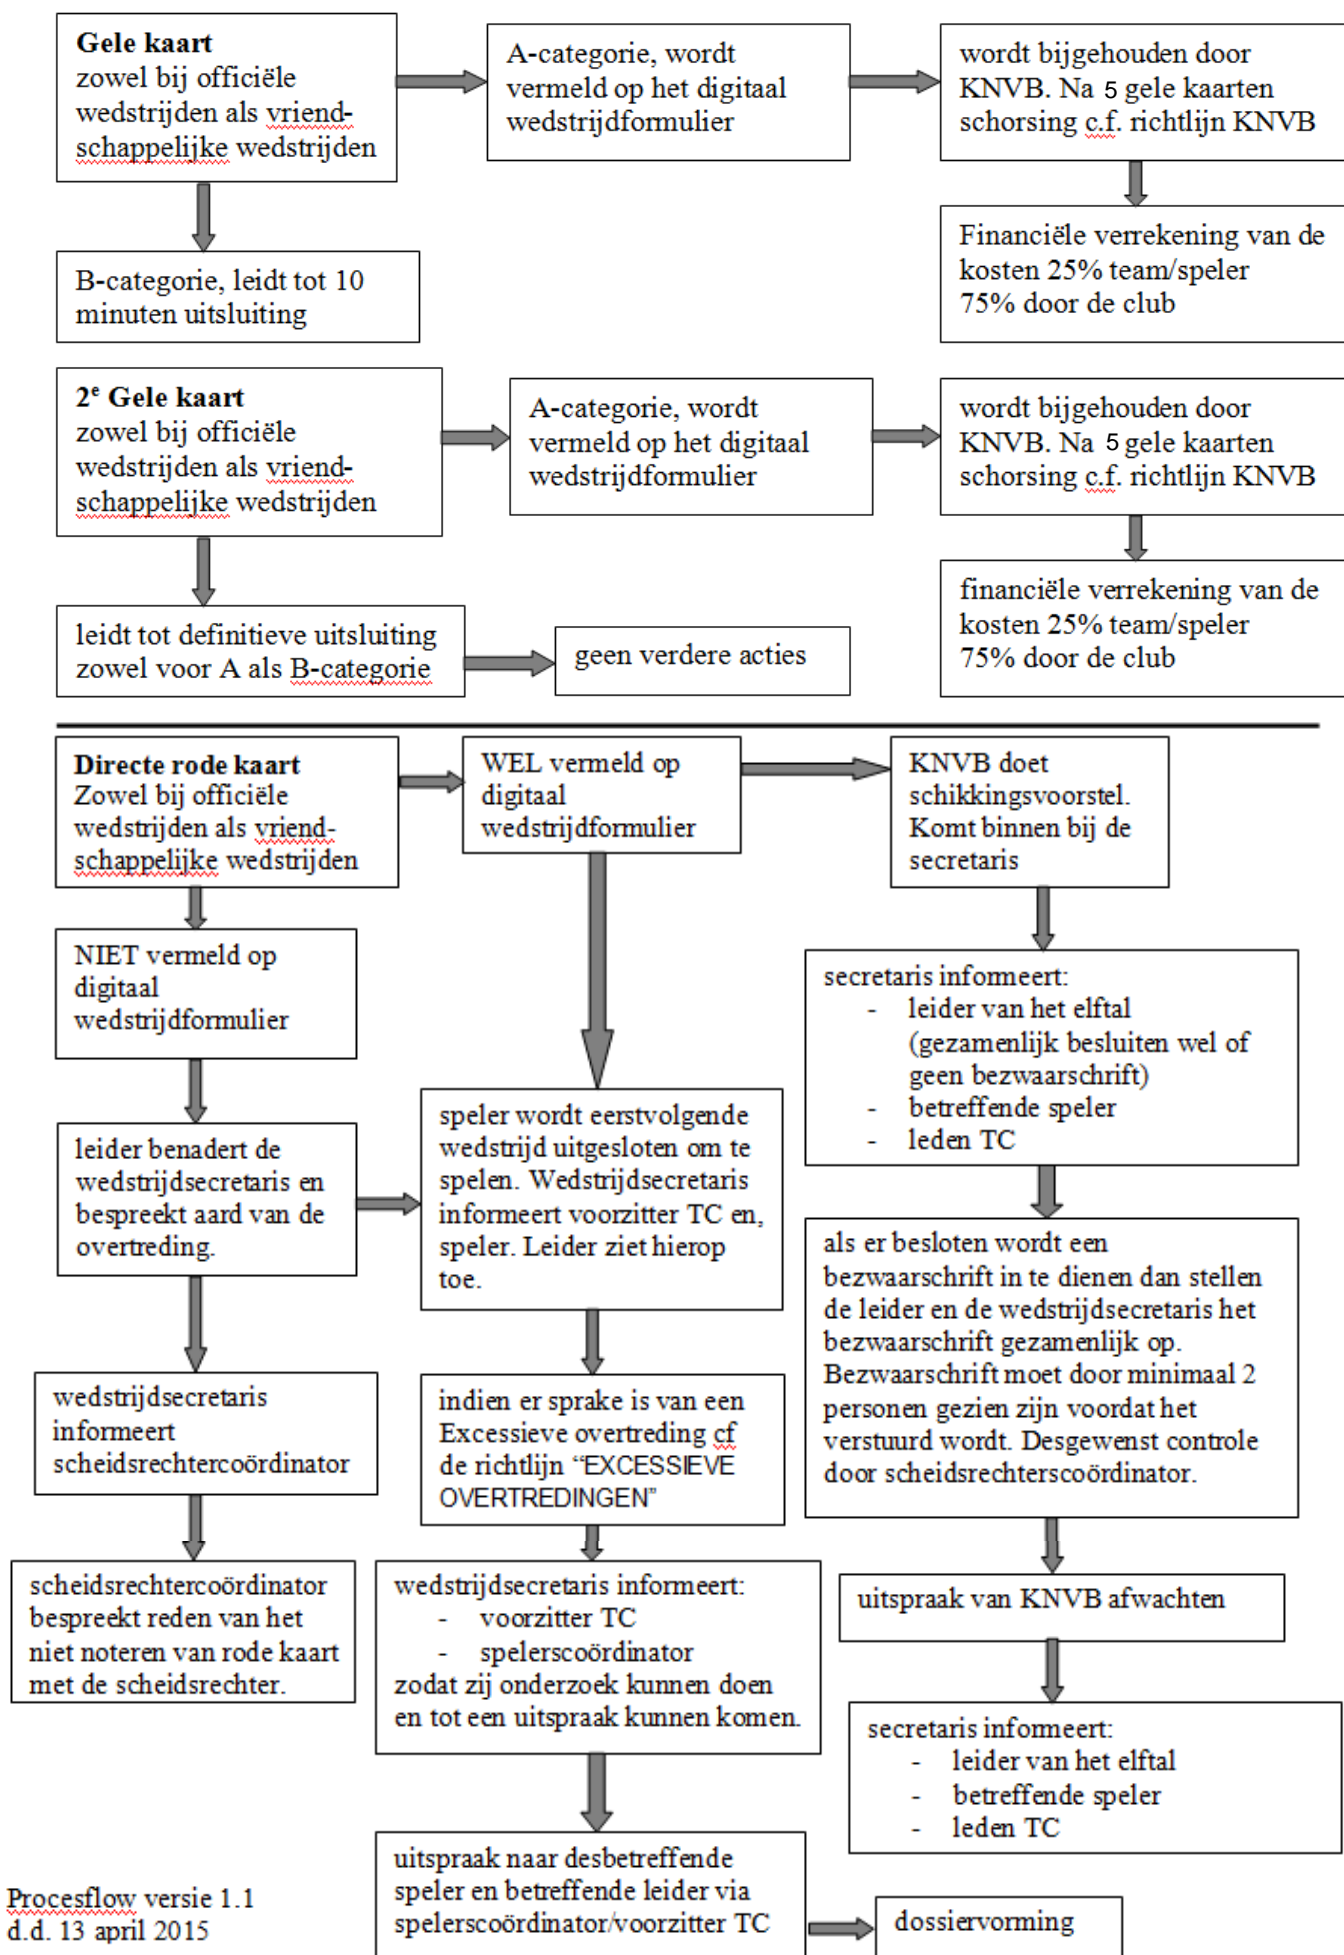 Gele kaart
zowel bij officiële
wedstrijden als vriend-
schappelijke wedstrijden
A-categorie, wordt
vermeld op het digitaal
wedstrijdformulier
wordt bijgehouden door
KNVB. Na 5 gele kaarten
schorsing c.f. richtlijn KNVB
Financiële verrekening van de
kosten 25% team/speler
75% door de club
B-categorie, leidt tot 10
minuten uitsluiting
2e Gele kaart
zowel bij officiële
wedstrijden als vriend-
schappelijke wedstrijden
A-categorie, wordt
vermeld op het digitaal
wedstrijdformulier
wordt bijgehouden door
KNVB. Na 5 gele kaarten
schorsing c.f. richtlijn KNVB
financiële verrekening van de
kosten 25% team/speler
75% door de club
leidt tot definitieve uitsluiting
zowel voor A als B-categorie
geen verdere acties
Directe rode kaart
Zowel bij officiële
wedstrijden als vriend-
schappelijke wedstrijden
WEL vermeld op
digitaal
wedstrijdformulier
KNVB doet
schikkingsvoorstel.
Komt binnen bij de
secretaris
NIET vermeld op
digitaal
wedstrijdformulier
secretaris informeert:
- leider van het elftal
(gezamenlijk besluiten wel of
geen bezwaarschrift)
- betreffende speler
- leden TC
leider benadert de
wedstrijdsecretaris en
bespreekt aard van de
overtreding.
speler wordt eerstvolgende
wedstrijd uitgesloten om te
spelen. Wedstrijdsecretaris
informeert voorzitter TC en,
speler. Leider ziet hierop
toe.
als er besloten wordt een
bezwaarschrift in te dienen dan stellen
de leider en de wedstrijdsecretaris het
bezwaarschrift gezamenlijk op.
Bezwaarschrift moet door minimaal 2
personen gezien zijn voordat het
verstuurd wordt. Desgewenst controle
door scheidsrechterscoördinator.
wedstrijdsecretaris
informeert
scheidsrechtercoördinator
indien er sprake is van een
Excessieve overtreding cf
de richtlijn “EXCESSIEVE
OVERTREDINGEN”
scheidsrechtercoördinator
bespreekt reden van het
niet noteren van rode kaart
met de scheidsrechter.
wedstrijdsecretaris informeert:
- voorzitter TC
- spelerscoördinator
zodat zij onderzoek kunnen doen
en tot een uitspraak kunnen komen.
uitspraak van KNVB afwachten
secretaris informeert:
- leider van het elftal
- betreffende speler
- leden TC
uitspraak naar desbetreffende
speler en betreffende leider via
spelerscoördinator/voorzitter TC
dossiervorming
Procesflow versie 1.1
d.d. 13 april 2015